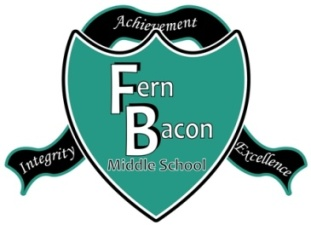 Achievement
Fern
Bacon
Middle School
Integrity
Excellence